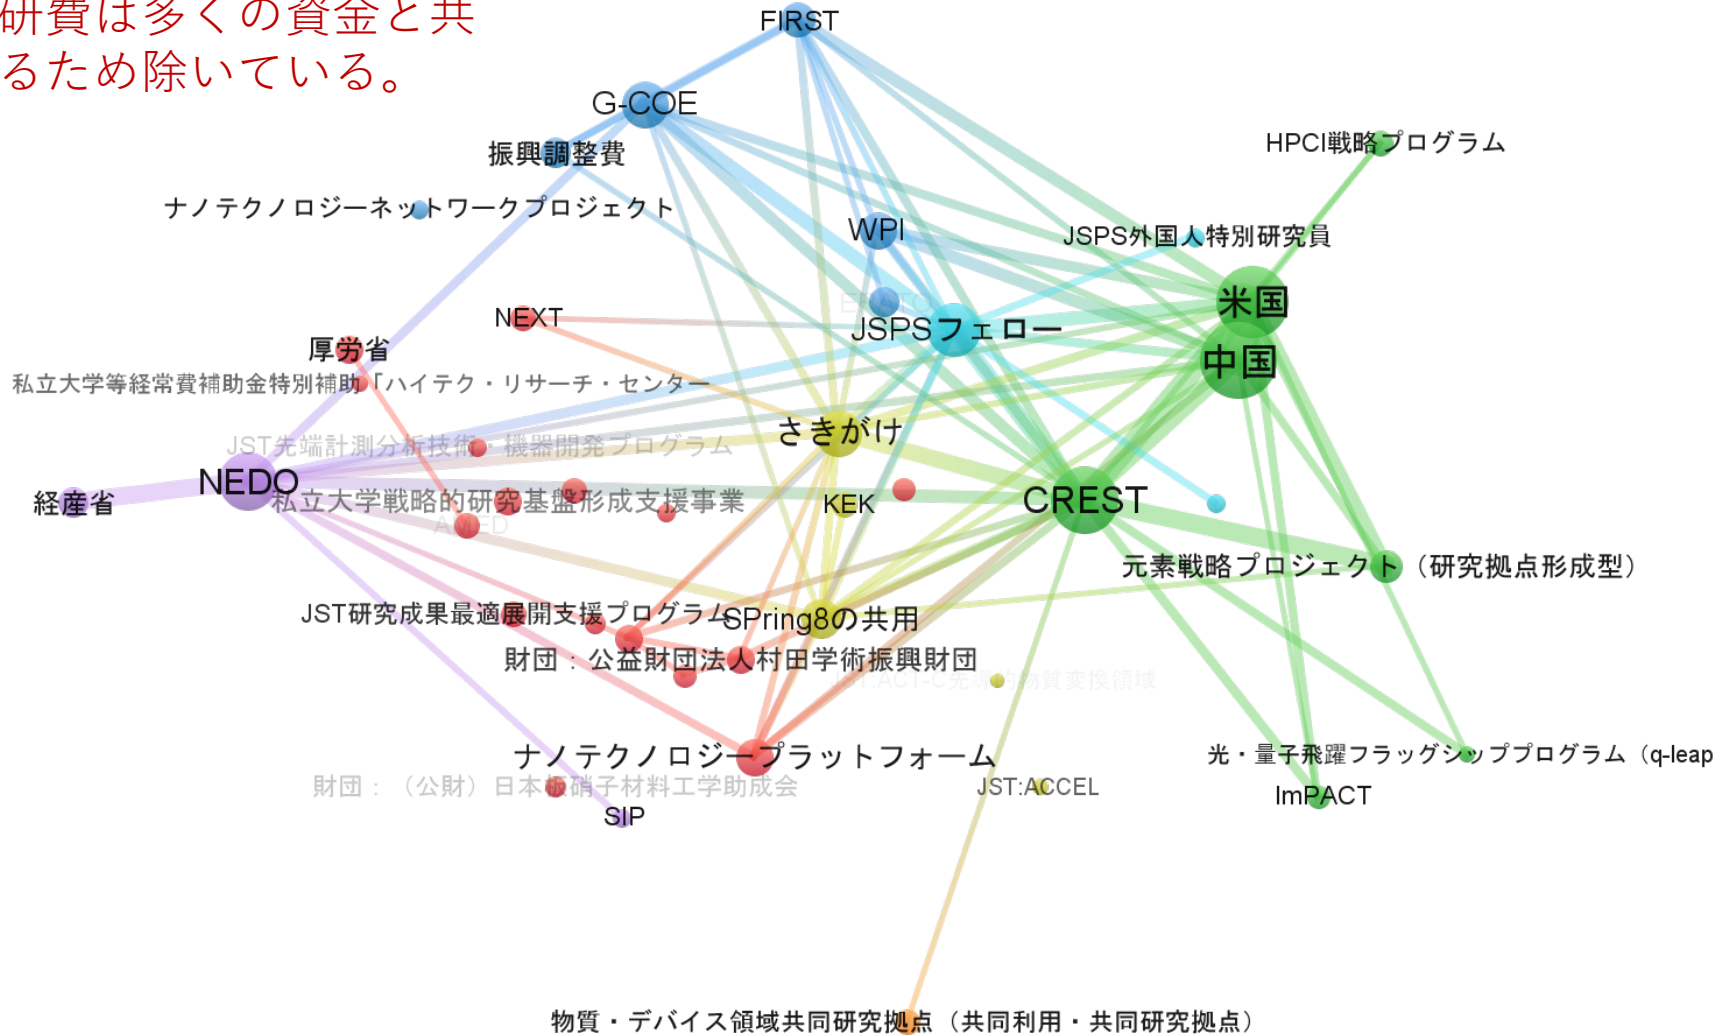 研費は多くの資金と共
るため除いている。
FIRST
G-COE
振興調整費
HPCI戦略プログラム
ナノテクノロジーネットワークプロジェクト
WPI
JSPS外国人特別研究員
ERATO
米国
NEXT
JSPSフェロー
厚労省
中国
私立大学等経常費補助金特別補助「ハイテク・リサーチ・センター
さきがけ
JST先端計測分析技術・機器開発プログラム
NEDO
経産省
私立大学戦略的研究基盤形成支援事業
KEK
CREST
AMED
元素戦略プロジェクト（研究拠点形成型）
JST研究成果最適展開支援プログラム
SPring8の共用
財団：公益財団法人村田学術振興財団
JST:ACT-C先導的物質変換領域
ナノテクノロジープラットフォーム
光・量子飛躍フラッグシッププログラム（q-leap
財団：（公財）日本板硝子材料工学助成会
JST:ACCEL
ImPACT
SIP
物質・デバイス領域共同研究拠点（共同利用・共同研究拠点）